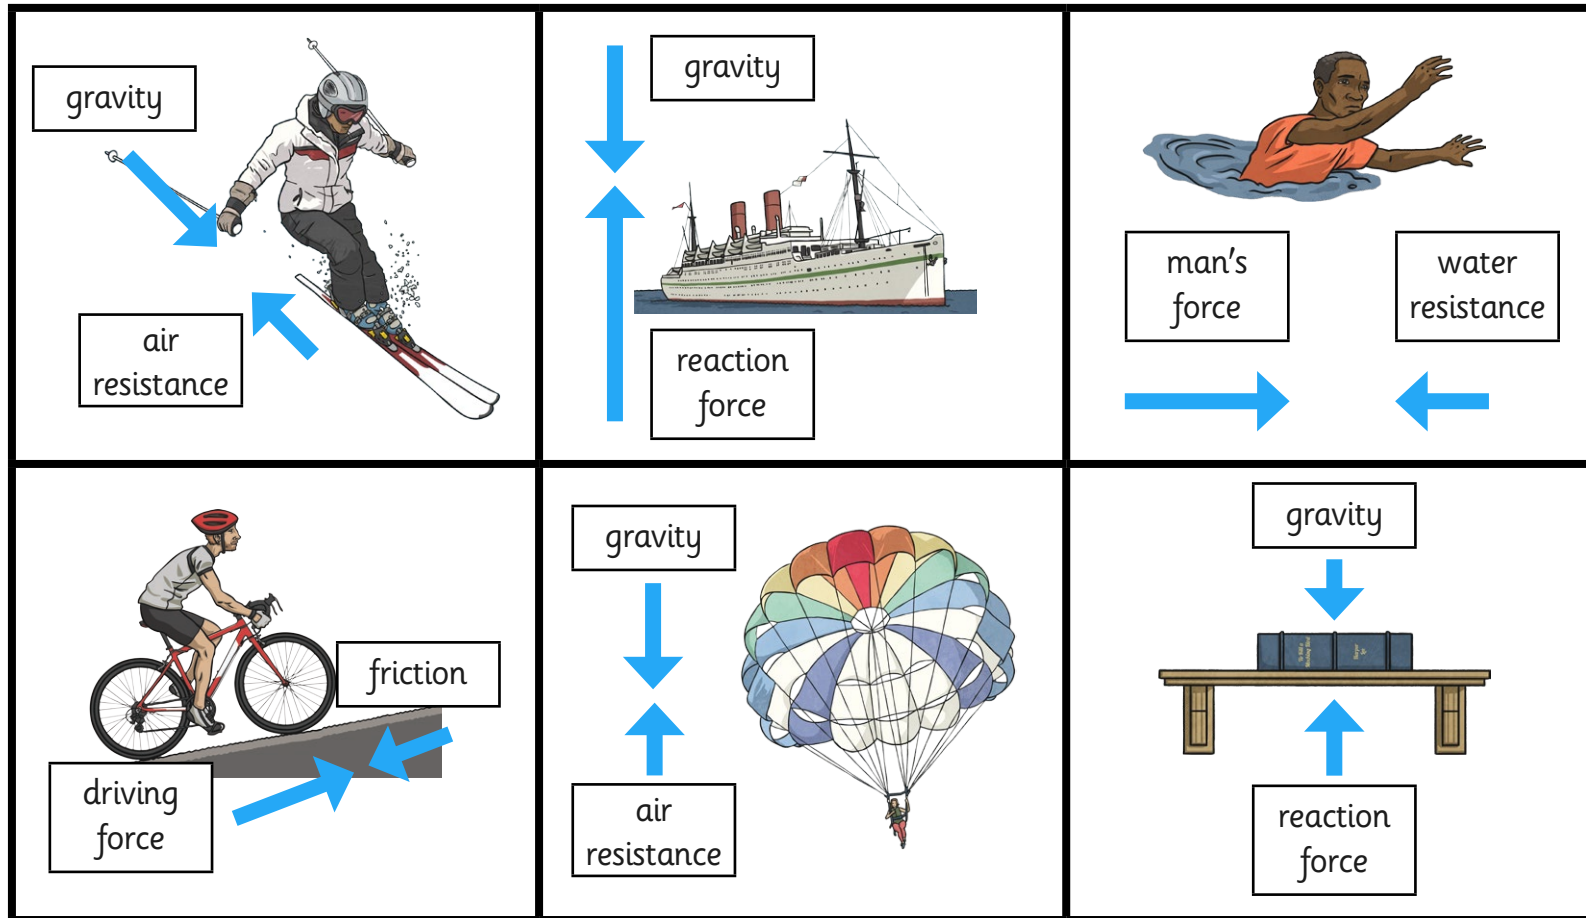 gravity
air
resistance
gravity
reaction
force
man's
force
water
resistance
friction
driving
force
gravity
air
resistance
gravity
reaction
force